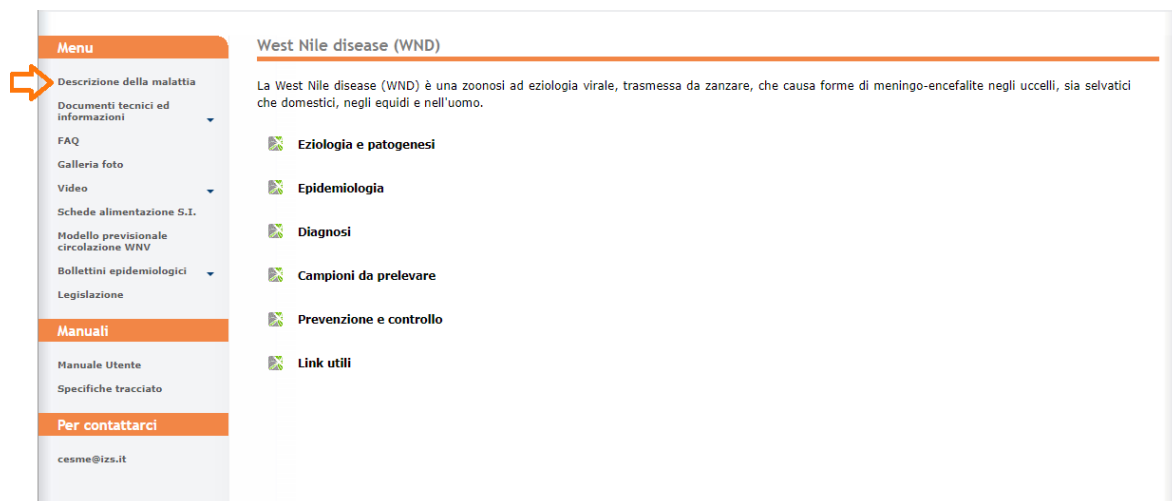 Menu
Descrizione della malattia
Documenti tecnici ed
informazioni
FAQ
Galleria foto
Video
Schede alimentazione S.I.
Modello previsionale
circolazione WNV
Bollettini epidemiologici
Legislazione
Manuali
Manuale Utente
Specifiche tracciato
Per contattarci
cesme@izs.it
West Nile disease (WND)
La West Nile disease (WND) è una zoonosi ad eziologia virale, trasmessa da zanzare, che causa forme di meningo-encefalite negli uccelli, sia selvatici
che domestici, negli equidi e nell'uomo.
Eziologia e patogenesi
Epidemiologia
Diagnosi
Campioni da prelevare
Prevenzione e controllo
Link utili